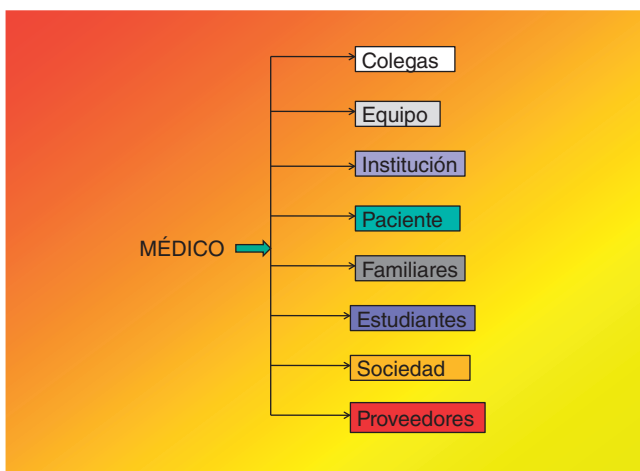 Colegas
Equipo
Institución
Paciente
MÉDICO
Familiares
Estudiantes
Sociedad
Proveedores